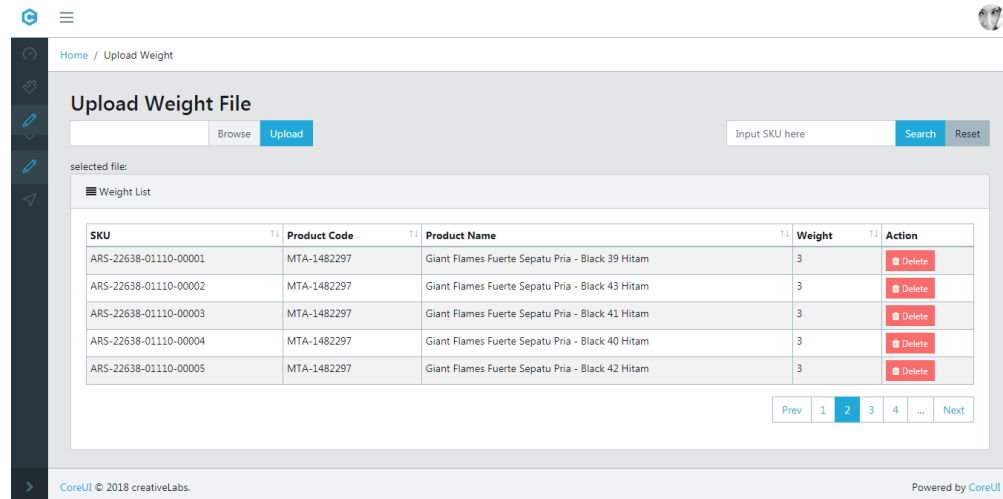 Home / Upload Weight
Upload Weight File
Browse Upload Input SKU here Search Reset
selected file:
Weight List
SKU Product Code Product Name Weight Action
ARS-22638-01110-00001 MTA-1482297 Giant Flames Fuerte Sepatu Pria - Black 39 Hitam 3 Delete
ARS-22638-01110-00002 MTA-1482297 Giant Flames Fuerte Sepatu Pria - Black 43 Hitam 3 Delete
ARS-22638-01110-00003 MTA-1482297 Giant Flames Fuerte Sepatu Pria - Black 41 Hitam 3 Delete
ARS-22638-01110-00004 MTA-1482297 Giant Flames Fuerte Sepatu Pria - Black 40 Hitam 3 Delete
ARS-22638-01110-00005 MTA-1482297 Giant Flames Fuerte Sepatu Pria - Black 42 Hitam 3 Delete
Prev 1 2 3 4 ... Next
CoreUI © 2018 creativeLabs. Powered by CoreUI